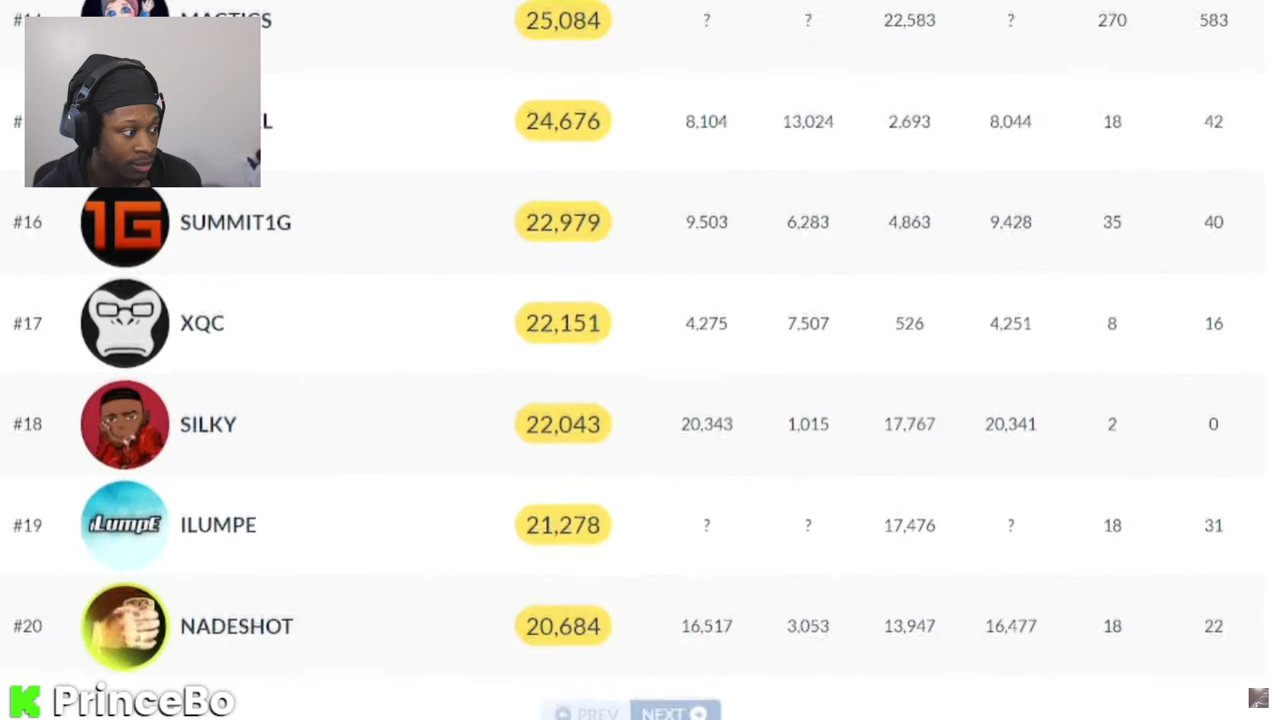 25,084 ? ? 22,583 ? 270 583
24,676 8,104 13,024 2,693 8,044 18 42
#16 1G SUMMIT1G 22,979 9,503 6,283 4,863 9,428 35 40
#17 XQC 22,151 4,275 7,507 526 4,251 8 16
#18 SILKY 22,043 20,343 1,015 17,767 20,341 2 0
#19 iLumpE ILUMPE 21,278 ? ? 17,476 ? 18 31
#20 NADESHOT 20,684 16,517 3,053 13,947 16,477 18 22
K PrinceBo
PREV NEXT